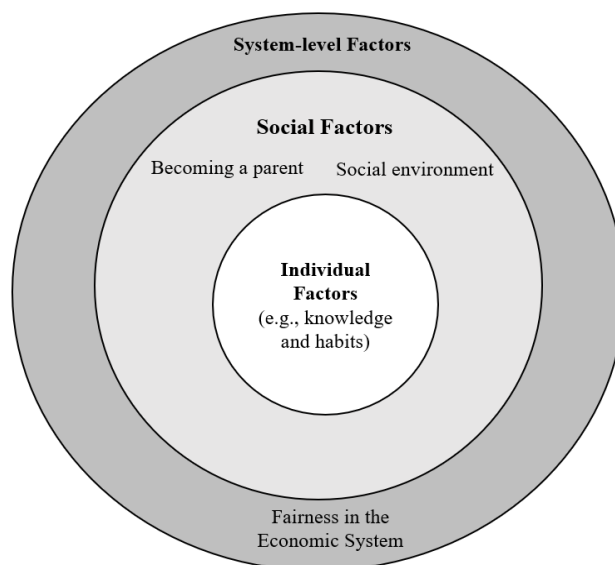 System-level Factors
Social Factors
Becoming a parent
Social environment
Individual
Factors
(e.g., knowledge
and habits)
Fairness in the
Economic System